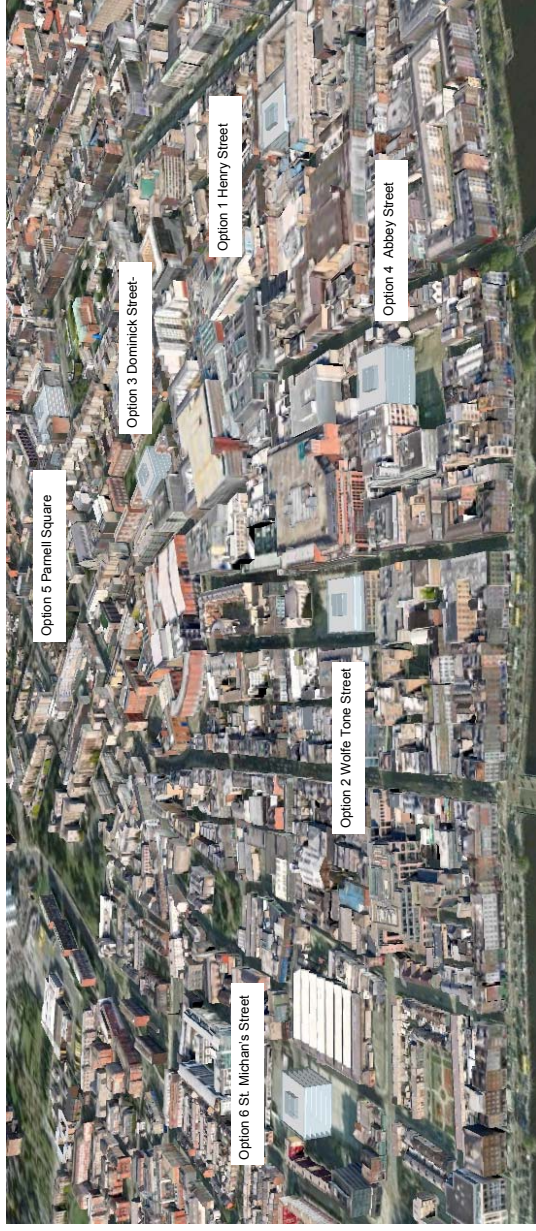 Option 1 Henry Street
Option 4  Abbey Street
Option 3 Dominick Street-
Option 5 Parnell Square
Option 2 Wolfe Tone Street
Option 6 St. Michan's Street